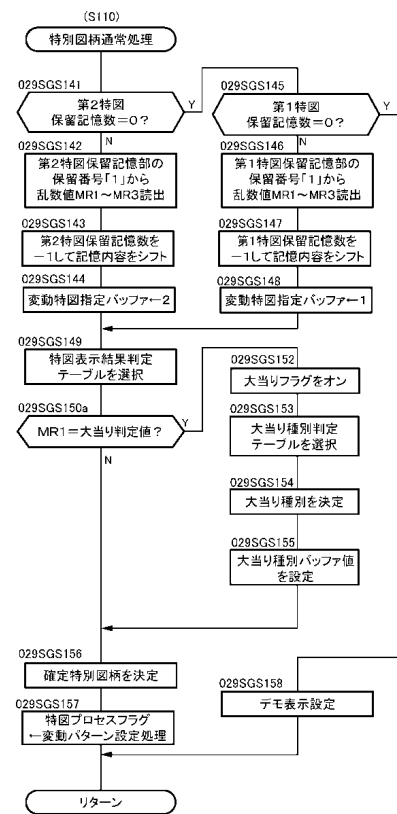 (S110)
特別図柄通常処理
029SGS141
第2特図
保留記憶数=0?
Y
N
029SGS142
第2特図保留記憶部の
保留番号「1」から
乱数値MR1～MR3読出
029SGS143
第2特図保留記憶数を
-1して記憶内容をシフト
029SGS144
変動特図指定バッファ←2
029SGS145
第1特図
保留記憶数=0?
Y
N
029SGS146
第1特図保留記憶部の
保留番号「1」から
乱数値MR1～MR3読出
029SGS147
第1特図保留記憶数を
-1して記憶内容をシフト
029SGS148
変動特図指定バッファ←1
029SGS149
特図表示結果判定
テーブルを選択
029SGS150a
MR1=大当り判定値?
Y
N
029SGS152
大当りフラグをオン
029SGS153
大当り種別判定
テーブルを選択
029SGS154
大当り種別を決定
029SGS155
大当り種別バッファ値
を設定
029SGS156
確定特別図柄を決定
029SGS157
特図プロセスフラグ
←変動パターン設定処理
029SGS158
デモ表示設定
リターン